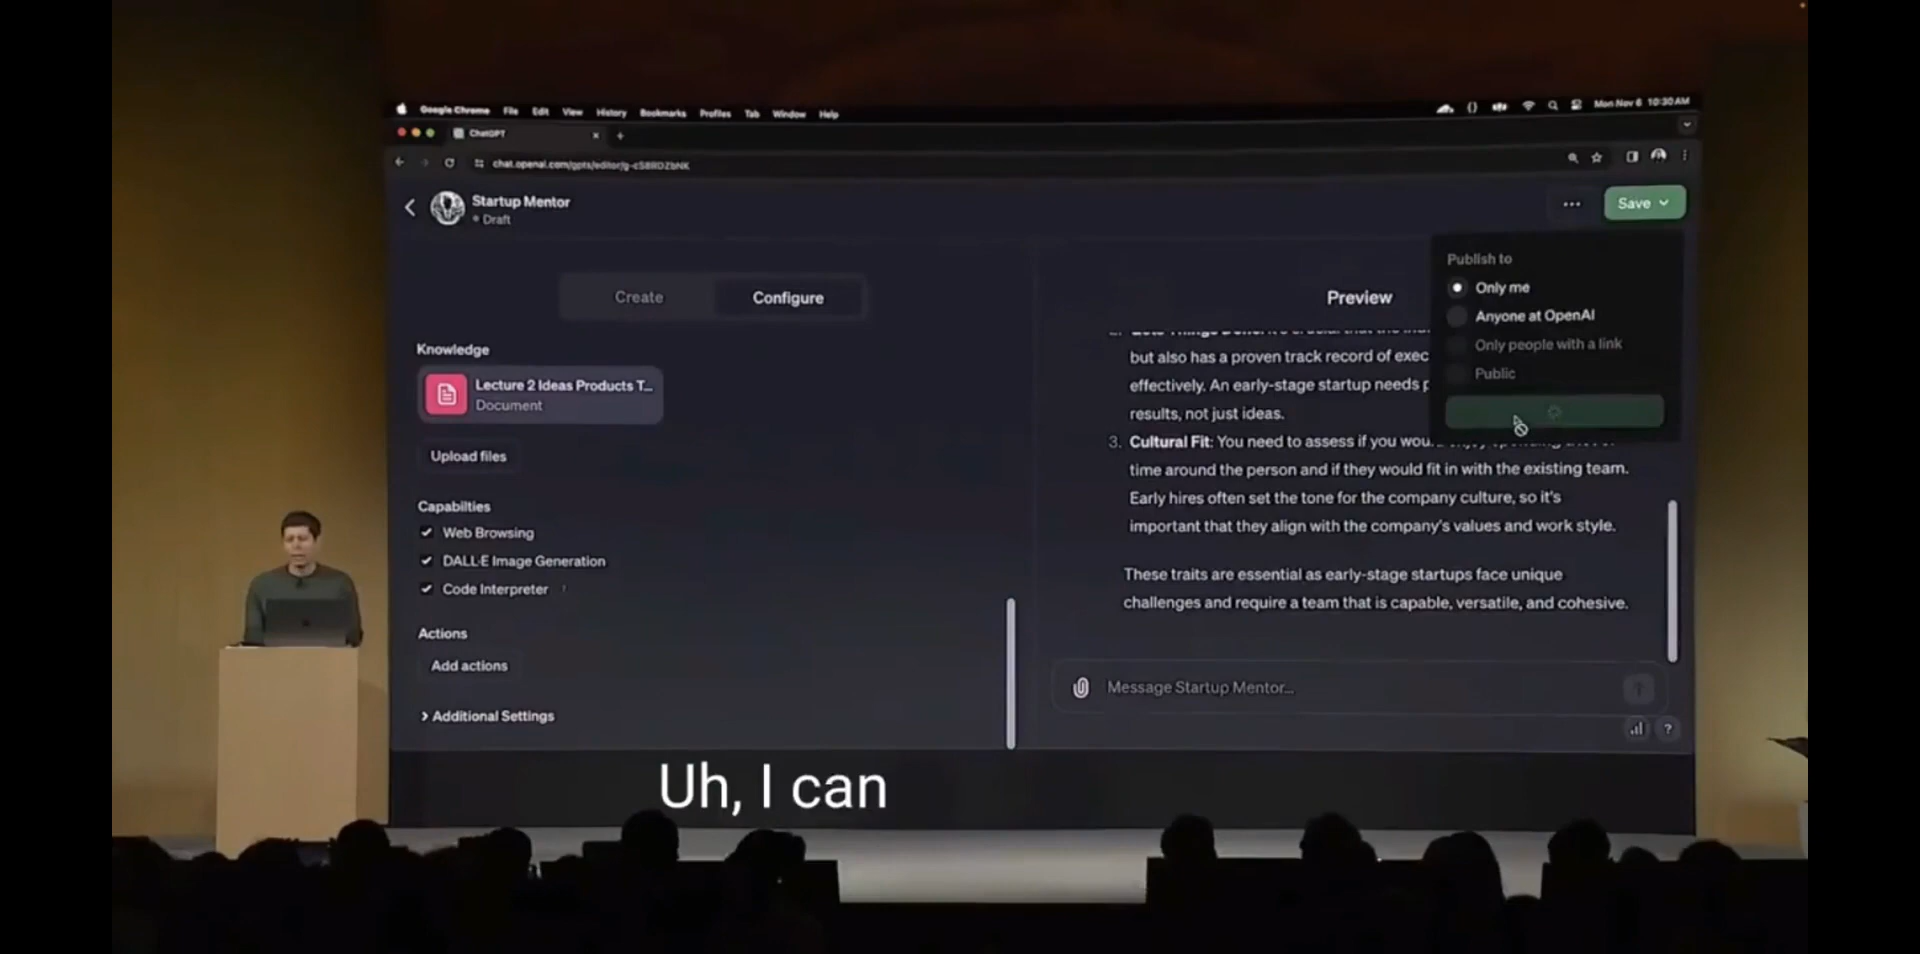 Google Chrome File Edit View History Bookmarks Profiles Tab Window Help
Mon Nov 6 10:30 AM
ChatGPT
Startup Mentor
Draft
Save
Create
Configure
Knowledge
Lecture 2 Ideas Products T...
Document
Upload files
Capabilties
Web Browsing
DALL·E Image Generation
Code Interpreter
Actions
Add actions
Additional Settings
Preview
but also has a proven track record of exec
effectively. An early-stage startup needs
results, not just ideas.
3. Cultural Fit: You need to assess if you
time around the person and if they would fit in with the existing team.
Early hires often set the tone for the company culture, so it's
important that they align with the company's values and work style.
These traits are essential as early-stage startups face unique
challenges and require a team that is capable, versatile, and cohesive.
Message Startup Mentor...
?
Publish to
Only me
Anyone at OpenAI
Only people with a link
Public
Uh, I can